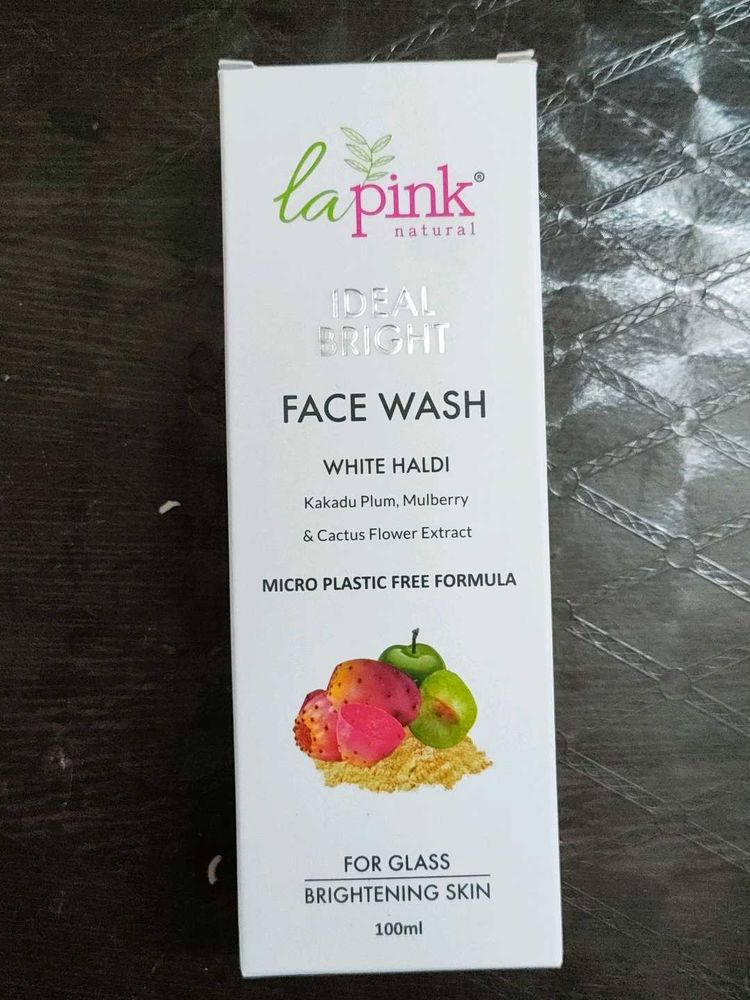 lapink®
natural
IDEAL
BRIGHT
FACE WASH
WHITE HALDI
Kakadu Plum, Mulberry
& Cactus Flower Extract
MICRO PLASTIC FREE FORMULA
FOR GLASS
BRIGHTENING SKIN
100ml